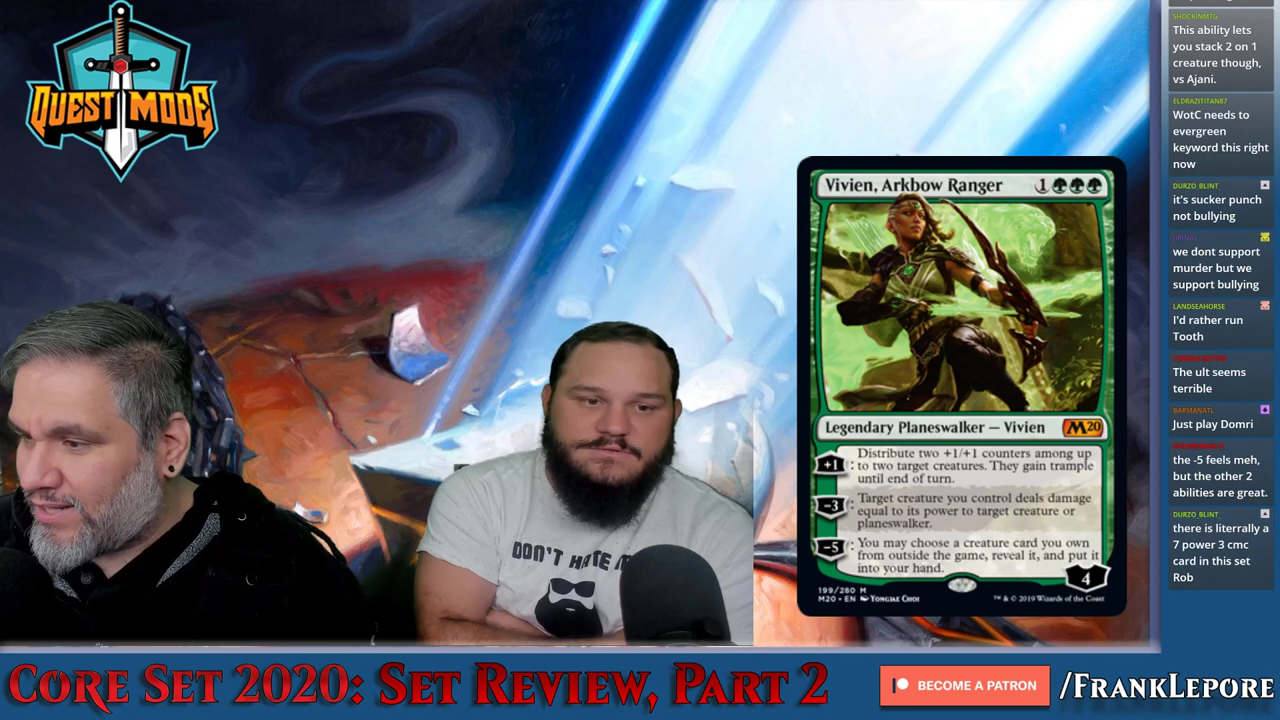 QUEST MODE
Vivien, Arkbow Ranger 1
Legendary Planeswalker — Vivien M20
+1: Distribute two +1/+1 counters among up
to two target creatures. They gain trample
until end of turn.
-3: Target creature you control deals damage
equal to its power to target creature or
planeswalker.
-5: You may choose a creature card you own
from outside the game, reveal it, and put it
into your hand.
4
199/280 M
M20 • EN Yongjae Choi
™ & © 2019 Wizards of the Coast
DON'T HATE M
SHOCKINMTG
This ability lets
you stack 2 on 1
creature though,
vs Ajani.
ELDRAZITITAN87
WotC needs to
evergreen
keyword this right
now
DURZO_BLINT_
it's sucker punch
not bullying
we dont support
murder but we
support bullying
LANDSEAHORSE
I'd rather run
Tooth
The ult seems
terrible
BARMANATL
Just play Domri
the -5 feels meh,
but the other 2
abilities are great.
DURZO_BLINT_
there is literrally a
7 power 3 cmc
card in this set
Rob
Core Set 2020: Set Review, Part 2
BECOME A PATRON
/FrankLepore